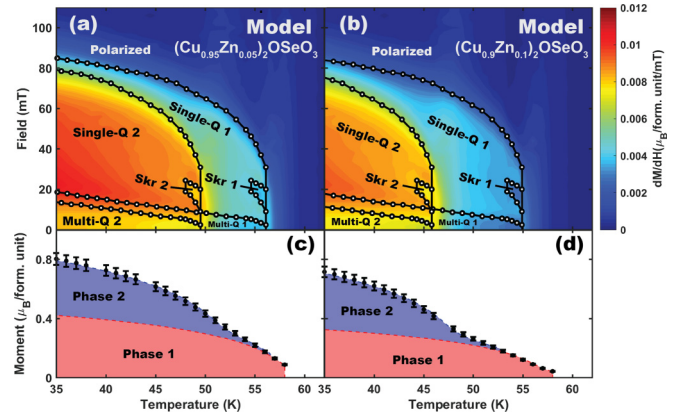 (a)
Model
(Cu0.95Zn0.05)2OSeO3
Polarized
Single-Q 1
Single-Q 2
Skr 2
Skr 1
Multi-Q 2
Multi-Q 1
Field (mT)
100
80
60
40
20
0
(b)
Model
(Cu0.9Zn0.1)2OSeO3
Polarized
Single-Q 1
Single-Q 2
Skr 2
Skr 1
Multi-Q 2
Multi-Q 1
0.012
0.01
0.008
0.006
0.004
0.002
0
dM/dH(μB/form. unit/mT)
(c)
Phase 2
Phase 1
Moment (μB/form. unit)
0.8
0.4
0
35 40 45 50 55 60
Temperature (K)
(d)
Phase 2
Phase 1
35 40 45 50 55 60
Temperature (K)